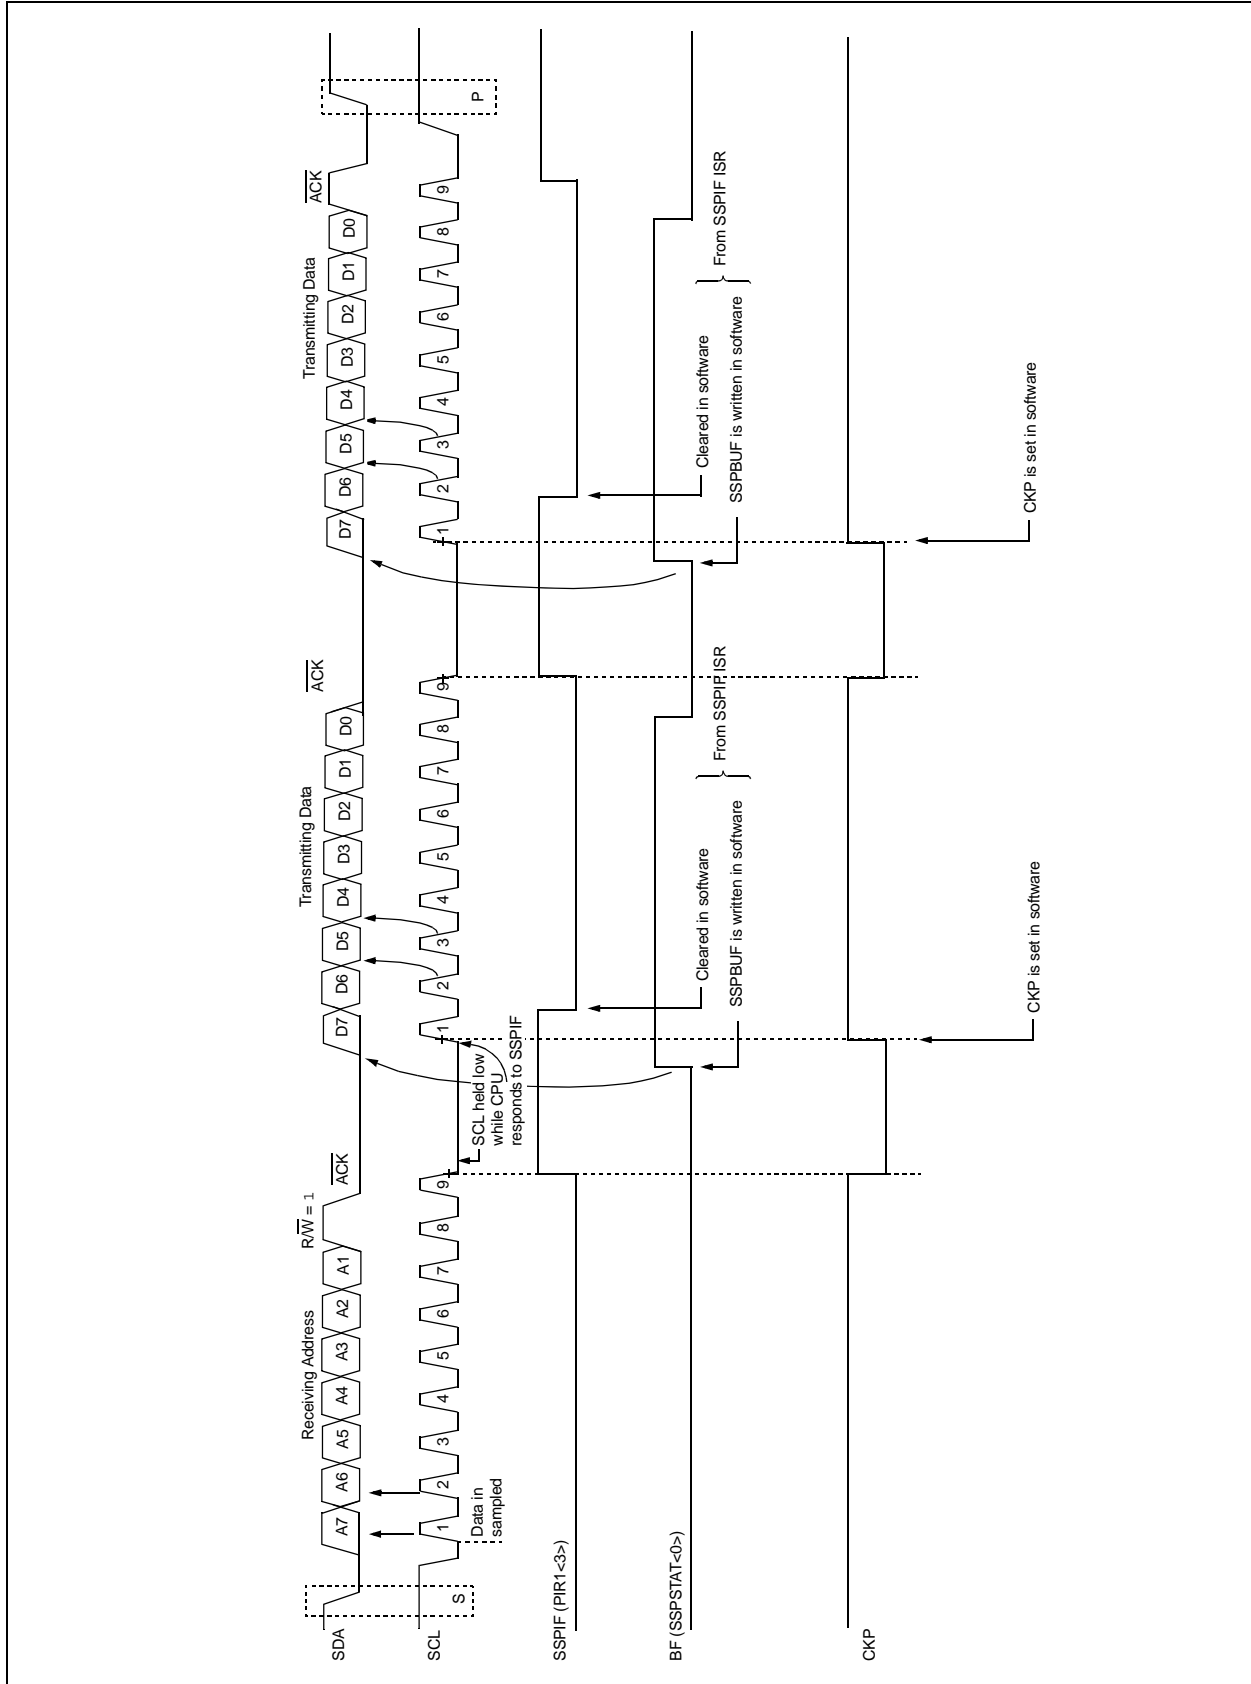 Receiving Address
R/W = 1
ACK
Transmitting Data
ACK
Transmitting Data
ACK
SDA
A7
A6
A5
A4
A3
A2
A1
D7
D6
D5
D4
D3
D2
D1
D0
D7
D6
D5
D4
D3
D2
D1
D0
SCL
1
2
3
4
5
6
7
8
9
1
2
3
4
5
6
7
8
9
1
2
3
4
5
6
7
8
9
S
P
Data in
sampled
SCL held low
while CPU
responds to SSPIF
SSPIF (PIR1<3>)
BF (SSPSTAT<0>)
Cleared in software
Cleared in software
From SSPIF ISR
From SSPIF ISR
SSPBUF is written in software
SSPBUF is written in software
CKP
CKP is set in software
CKP is set in software